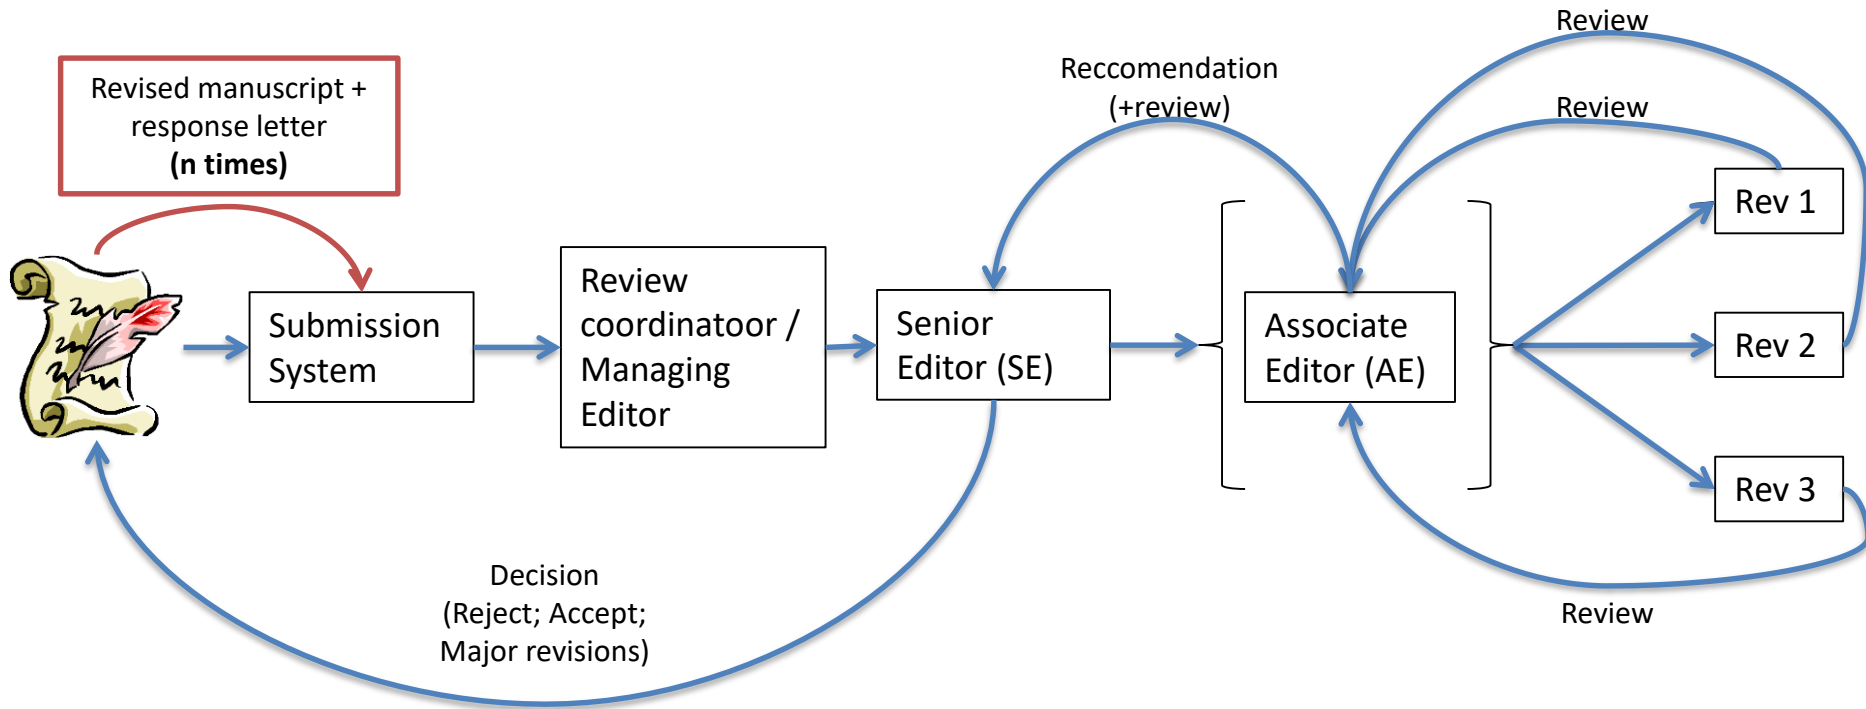 Revised manuscript +
response letter
(n times)
Submission
System
Review
coordinatoor /
Managing
Editor
Senior
Editor (SE)
Reccomendation
(+review)
Associate
Editor (AE)
Review
Review
Rev 1
Rev 2
Rev 3
Review
Decision
(Reject; Accept;
Major revisions)